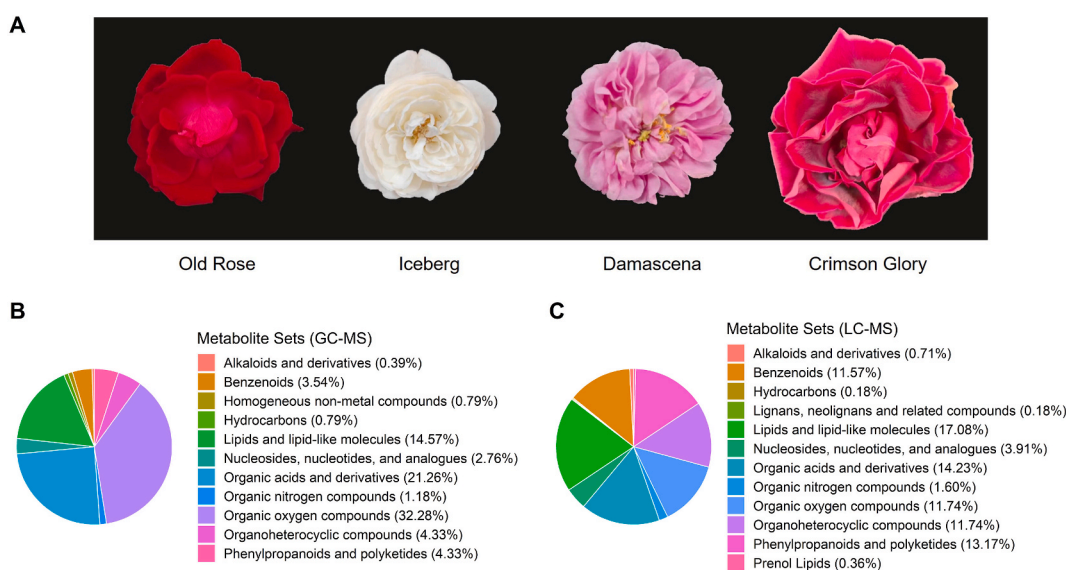 A
Old Rose
Iceberg
Damascena
Crimson Glory
B
Metabolite Sets (GC-MS)
Alkaloids and derivatives (0.39%)
Benzenoids (3.54%)
Homogeneous non-metal compounds (0.79%)
Hydrocarbons (0.79%)
Lipids and lipid-like molecules (14.57%)
Nucleosides, nucleotides, and analogues (2.76%)
Organic acids and derivatives (21.26%)
Organic nitrogen compounds (1.18%)
Organic oxygen compounds (32.28%)
Organoheterocyclic compounds (4.33%)
Phenylpropanoids and polyketides (4.33%)
C
Metabolite Sets (LC-MS)
Alkaloids and derivatives (0.71%)
Benzenoids (11.57%)
Hydrocarbons (0.18%)
Lignans, neolignans and related compounds (0.18%)
Lipids and lipid-like molecules (17.08%)
Nucleosides, nucleotides, and analogues (3.91%)
Organic acids and derivatives (14.23%)
Organic nitrogen compounds (1.60%)
Organic oxygen compounds (11.74%)
Organoheterocyclic compounds (11.74%)
Phenylpropanoids and polyketides (13.17%)
Prenol Lipids (0.36%)